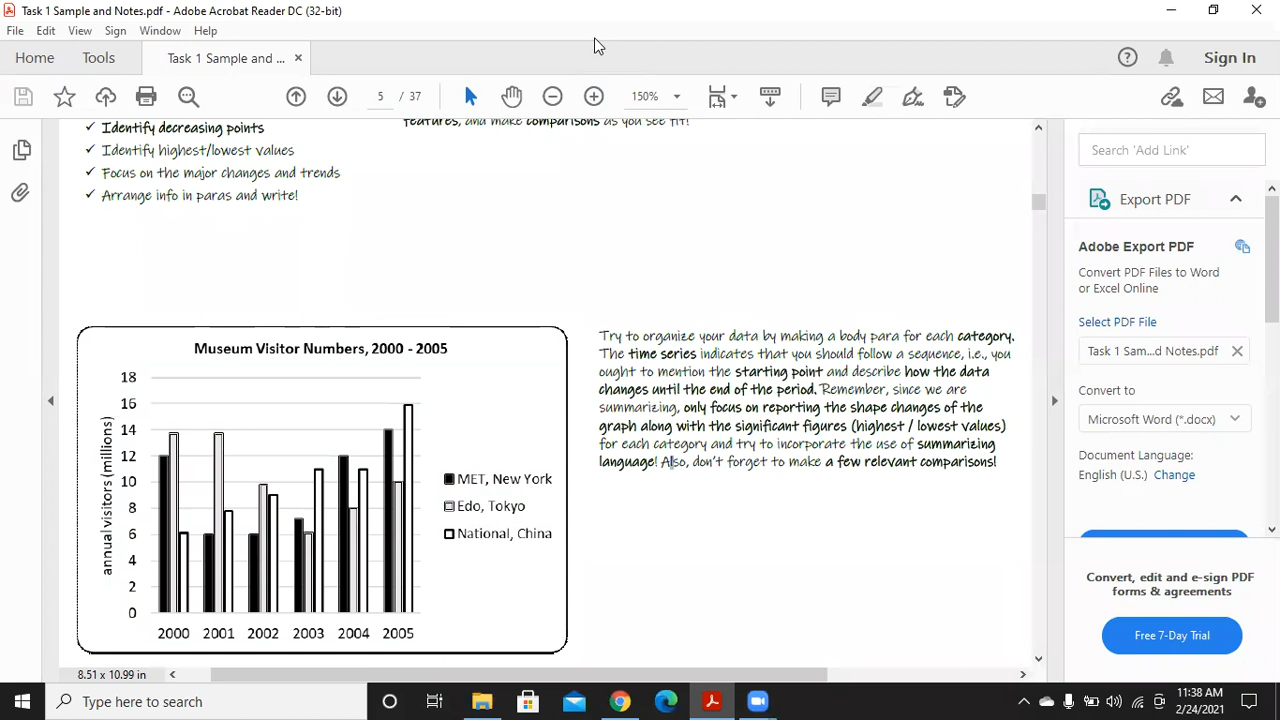 Task 1 Sample and Notes.pdf - Adobe Acrobat Reader DC (32-bit)
File Edit View Sign Window Help
Home Tools Task 1 Sample and ... × Sign In
5 / 37 150%
✓ Identify decreasing points
features, and make comparisons as you see fit!
✓ Identify highest/lowest values
✓ Focus on the major changes and trends
✓ Arrange info in paras and write!
Museum Visitor Numbers, 2000 - 2005
annual visitors (millions)
18
16
14
12
10
8
6
4
2
0
2000 2001 2002 2003 2004 2005
MET, New York
Edo, Tokyo
National, China
Try to organize your data by making a body para for each category.
The time series indicates that you should follow a sequence, i.e., you
ought to mention the starting point and describe how the data
changes until the end of the period. Remember, since we are
summarizing, only focus on reporting the shape changes of the
graph along with the significant figures (highest / lowest values)
for each category and try to incorporate the use of summarizing
language! Also, don't forget to make a few relevant comparisons!
8.51 x 10.99 in
Search 'Add Link'
Export PDF
Adobe Export PDF
Convert PDF Files to Word
or Excel Online
Select PDF File
Task 1 Sam...d Notes.pdf
Convert to
Microsoft Word (*.docx)
Document Language:
English (U.S.) Change
Convert, edit and e-sign PDF
forms & agreements
Free 7-Day Trial
Type here to search
11:38 AM
2/24/2021